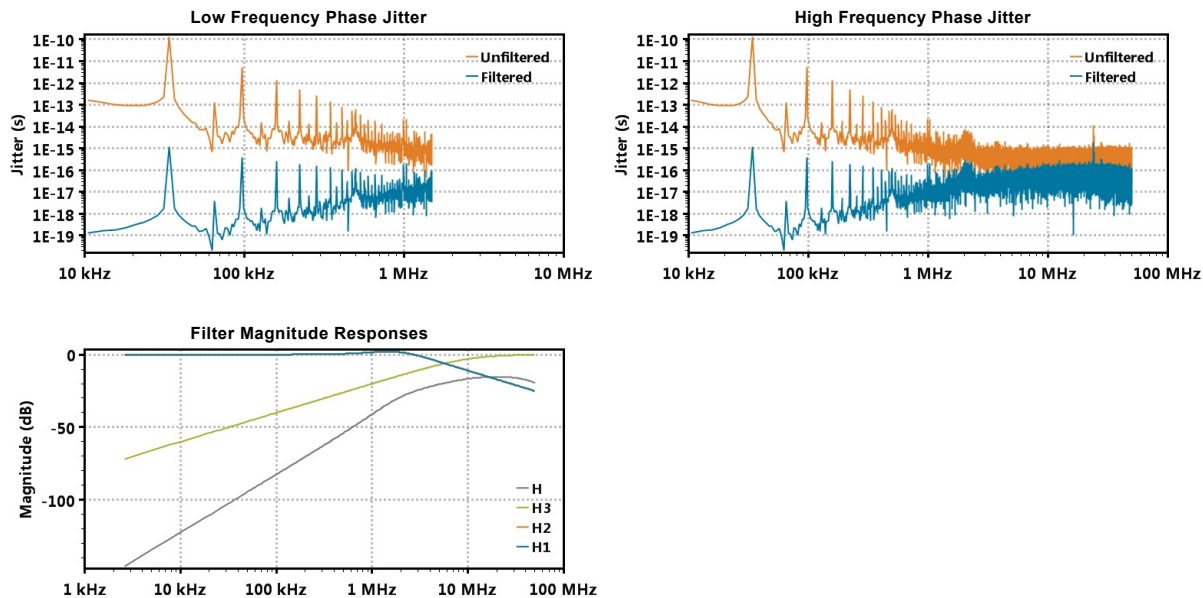 Low Frequency Phase Jitter
Jitter (s)
1E-10
1E-11
1E-12
1E-13
1E-14
1E-15
1E-16
1E-17
1E-18
1E-19
Unfiltered
Filtered
10 kHz 100 kHz 1 MHz 10 MHz
High Frequency Phase Jitter
Jitter (s)
1E-10
1E-11
1E-12
1E-13
1E-14
1E-15
1E-16
1E-17
1E-18
1E-19
Unfiltered
Filtered
10 kHz 100 kHz 1 MHz 10 MHz 100 MHz
Filter Magnitude Responses
Magnitude (dB)
0
-50
-100
H
H3
H2
H1
1 kHz 10 kHz 100 kHz 1 MHz 10 MHz 100 MHz